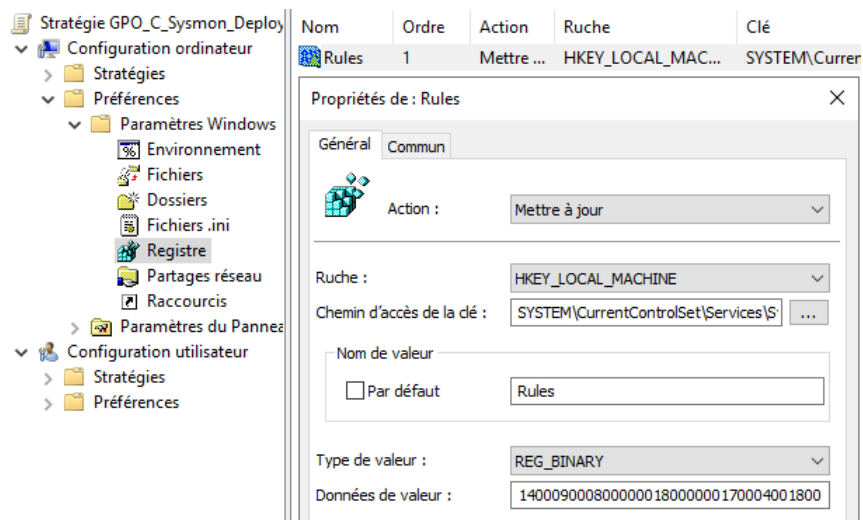 Stratégie GPO_C_Sysmon_Deploy
Configuration ordinateur
Stratégies
Préférences
Paramètres Windows
Environnement
Fichiers
Dossiers
Fichiers .ini
Registre
Partages réseau
Raccourcis
Paramètres du Pannea
Configuration utilisateur
Stratégies
Préférences
Nom Ordre Action Ruche Clé
Rules 1 Mettre ... HKEY_LOCAL_MAC... SYSTEM\Curren
Propriétés de : Rules
Général Commun
Action : Mettre à jour
Ruche : HKEY_LOCAL_MACHINE
Chemin d'accès de la clé : SYSTEM\CurrentControlSet\Services\S ...
Nom de valeur
Par défaut Rules
Type de valeur : REG_BINARY
Données de valeur : 140009000800000018000000170004001800